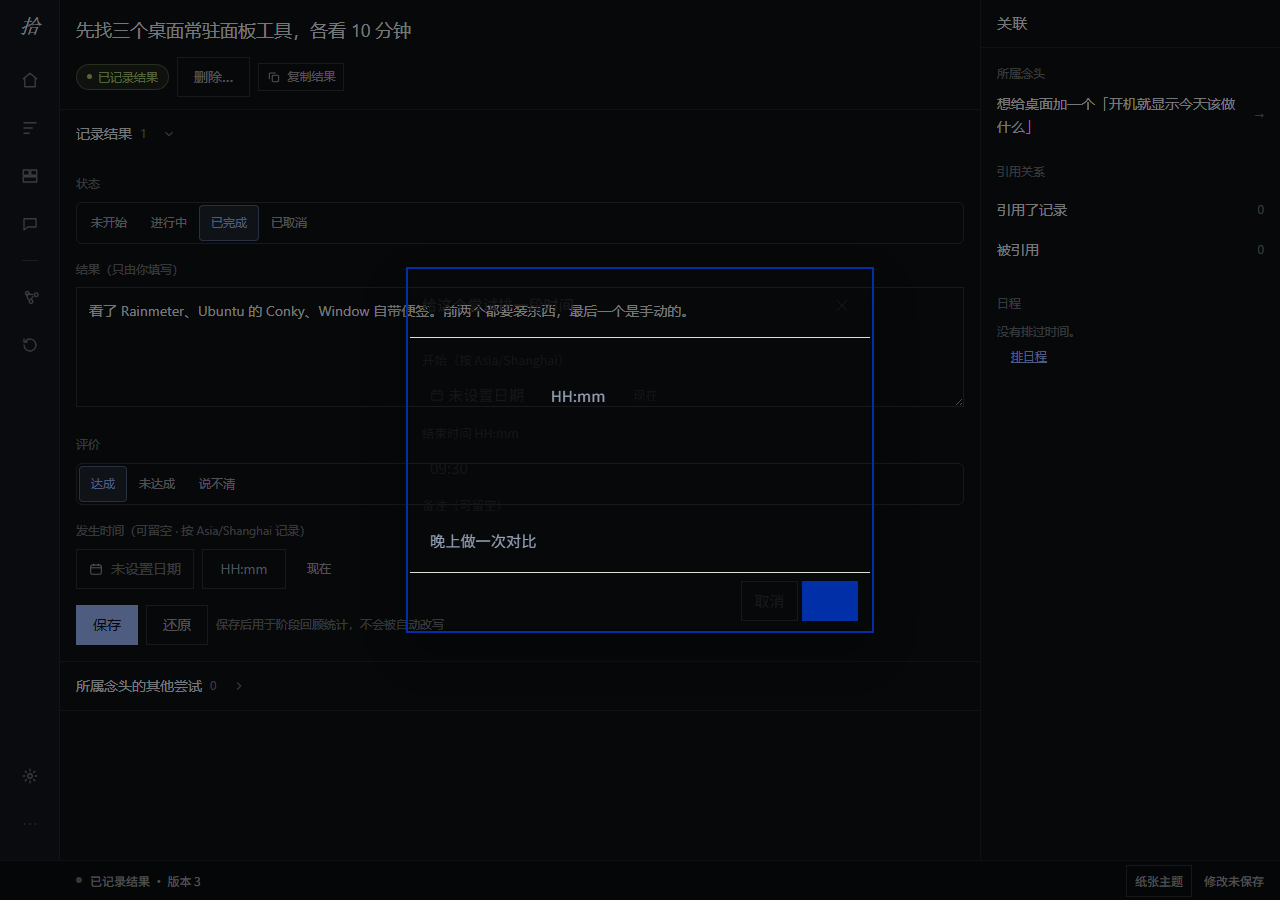 拾
先找三个桌面常驻面板工具，各看 10 分钟
已记录结果
删除...
复制结果
记录结果 1
状态
未开始
进行中
已完成
已取消
结果（只由你填写）
看了 Rainmeter、Ubuntu 的 Conky、Window 自带便签。前两个都要装东西，最后一个是手动的。
评价
达成
未达成
说不清
发生时间（可留空 · 按 Asia/Shanghai 记录）
未设置日期
HH:mm
现在
保存
还原
保存后用于阶段回顾统计，不会被自动改写
所属念头的其他尝试 0
开始（按 Asia/Shanghai）
未设置日期
HH:mm
现在
结束时间 HH:mm
09:30
备注（可留空）
晚上做一次对比
取消
关联
所属念头
想给桌面加一个「开机就显示今天该做
什么」
→
引用关系
引用了记录 0
被引用 0
日程
没有排过时间。
排日程
已记录结果 • 版本 3
纸张主题
修改未保存